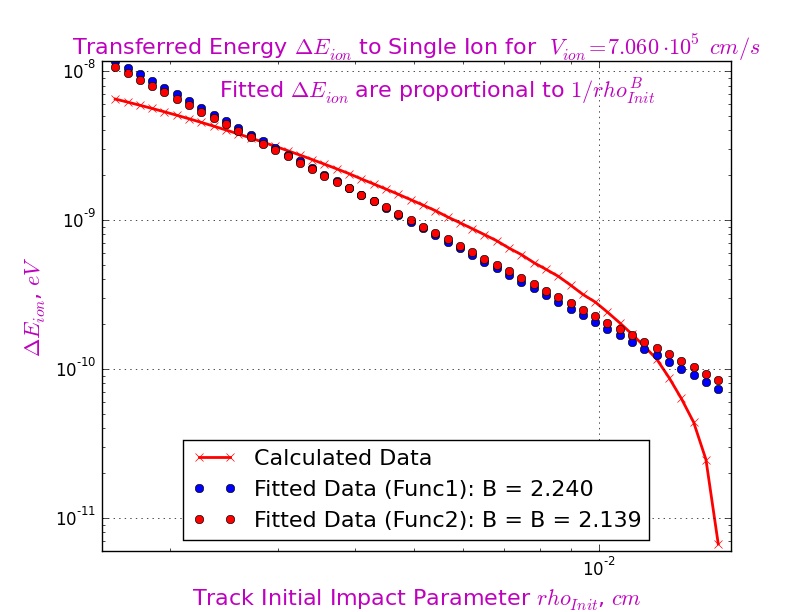 Transferred Energy ΔE_ion to Single Ion for V_ion=7.060·10^5 cm/s
Fitted ΔE_ion are proportional to 1/rho_Init^B
10^-8
10^-9
10^-10
10^-11
ΔE_ion, eV
Calculated Data
Fitted Data (Func1): B = 2.240
Fitted Data (Func2): B = B = 2.139
10^-2
Track Initial Impact Parameter rho_Init, cm